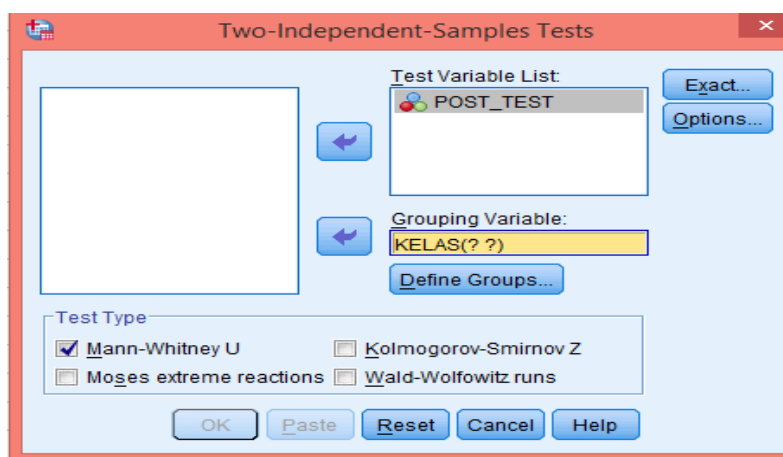 Two-Independent-Samples Tests
×
Test Variable List:
POST_TEST
Exact...
Options...
Grouping Variable:
KELAS(? ?)
Define Groups...
Test Type
Mann-Whitney U
Kolmogorov-Smirnov Z
Moses extreme reactions
Wald-Wolfowitz runs
OK
Paste
Reset
Cancel
Help